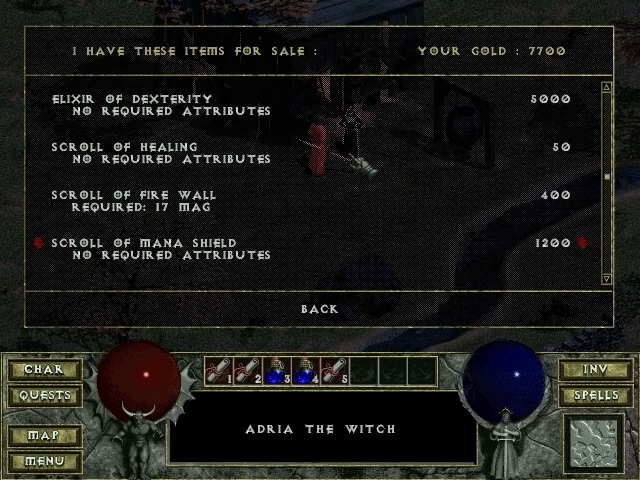 I HAVE THESE ITEMS FOR SALE : YOUR GOLD : 7700
ELIXIR OF DEXTERITY 5000
NO REQUIRED ATTRIBUTES
SCROLL OF HEALING 50
NO REQUIRED ATTRIBUTES
SCROLL OF FIRE WALL 400
REQUIRED: 17 MAG
SCROLL OF MANA SHIELD 1200
NO REQUIRED ATTRIBUTES
BACK
CHAR 1 2 3 4 5 INV
QUESTS SPELLS
MAP ADRIA THE WITCH
MENU